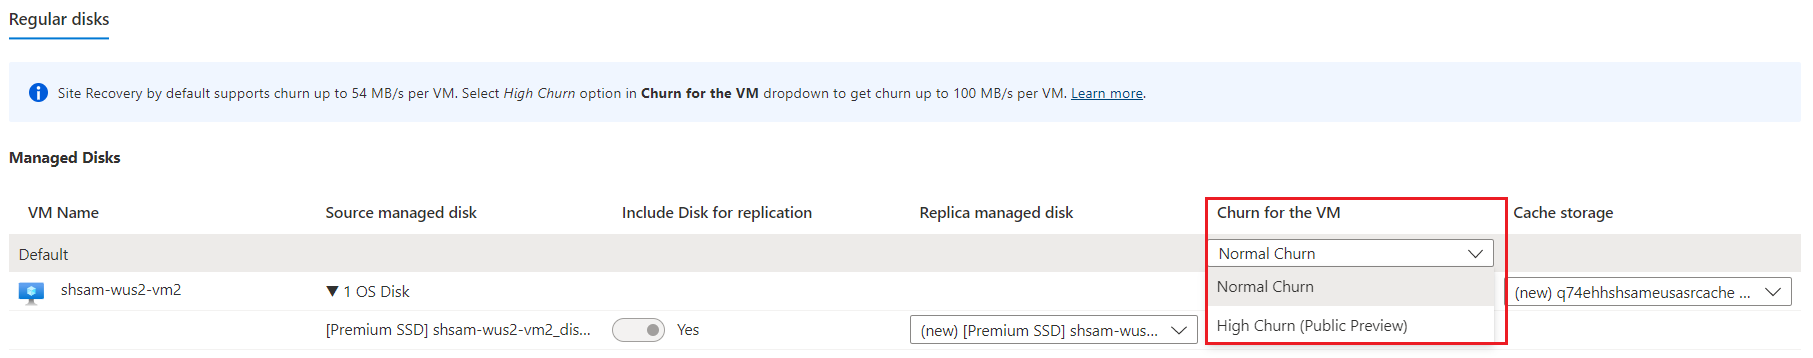 Regular disks
Site Recovery by default supports churn up to 54 MB/s per VM. Select High Churn option in Churn for the VM dropdown to get churn up to 100 MB/s per VM. Learn more.
Managed Disks
VM Name Source managed disk Include Disk for replication Replica managed disk Churn for the VM Cache storage
Default Normal Churn
shsam-wus2-vm2 1 OS Disk Normal Churn (new) q74ehhshsameusasrcache ...
[Premium SSD] shsam-wus2-vm2_dis... Yes (new) [Premium SSD] shsam-wus... High Churn (Public Preview)